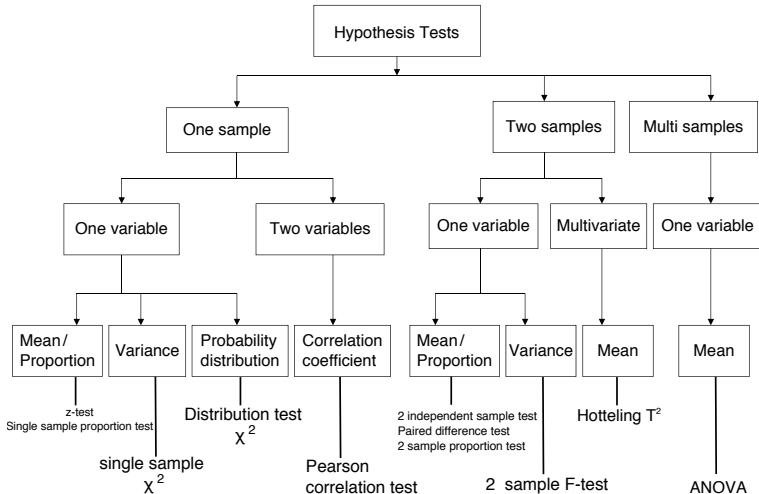 Hypothesis Tests
One sample
Two samples
Multi samples
One variable
Two variables
One variable
Multivariate
One variable
Mean/
Proportion
Variance
Probability
distribution
Correlation
coefficient
Mean/
Proportion
Variance
Mean
Mean
z-test
Single sample proportion test
single sample
χ²
Distribution test
χ²
Pearson
correlation test
2 independent sample test
Paired difference test
2 sample proportion test
2 sample F-test
Hotteling T²
ANOVA